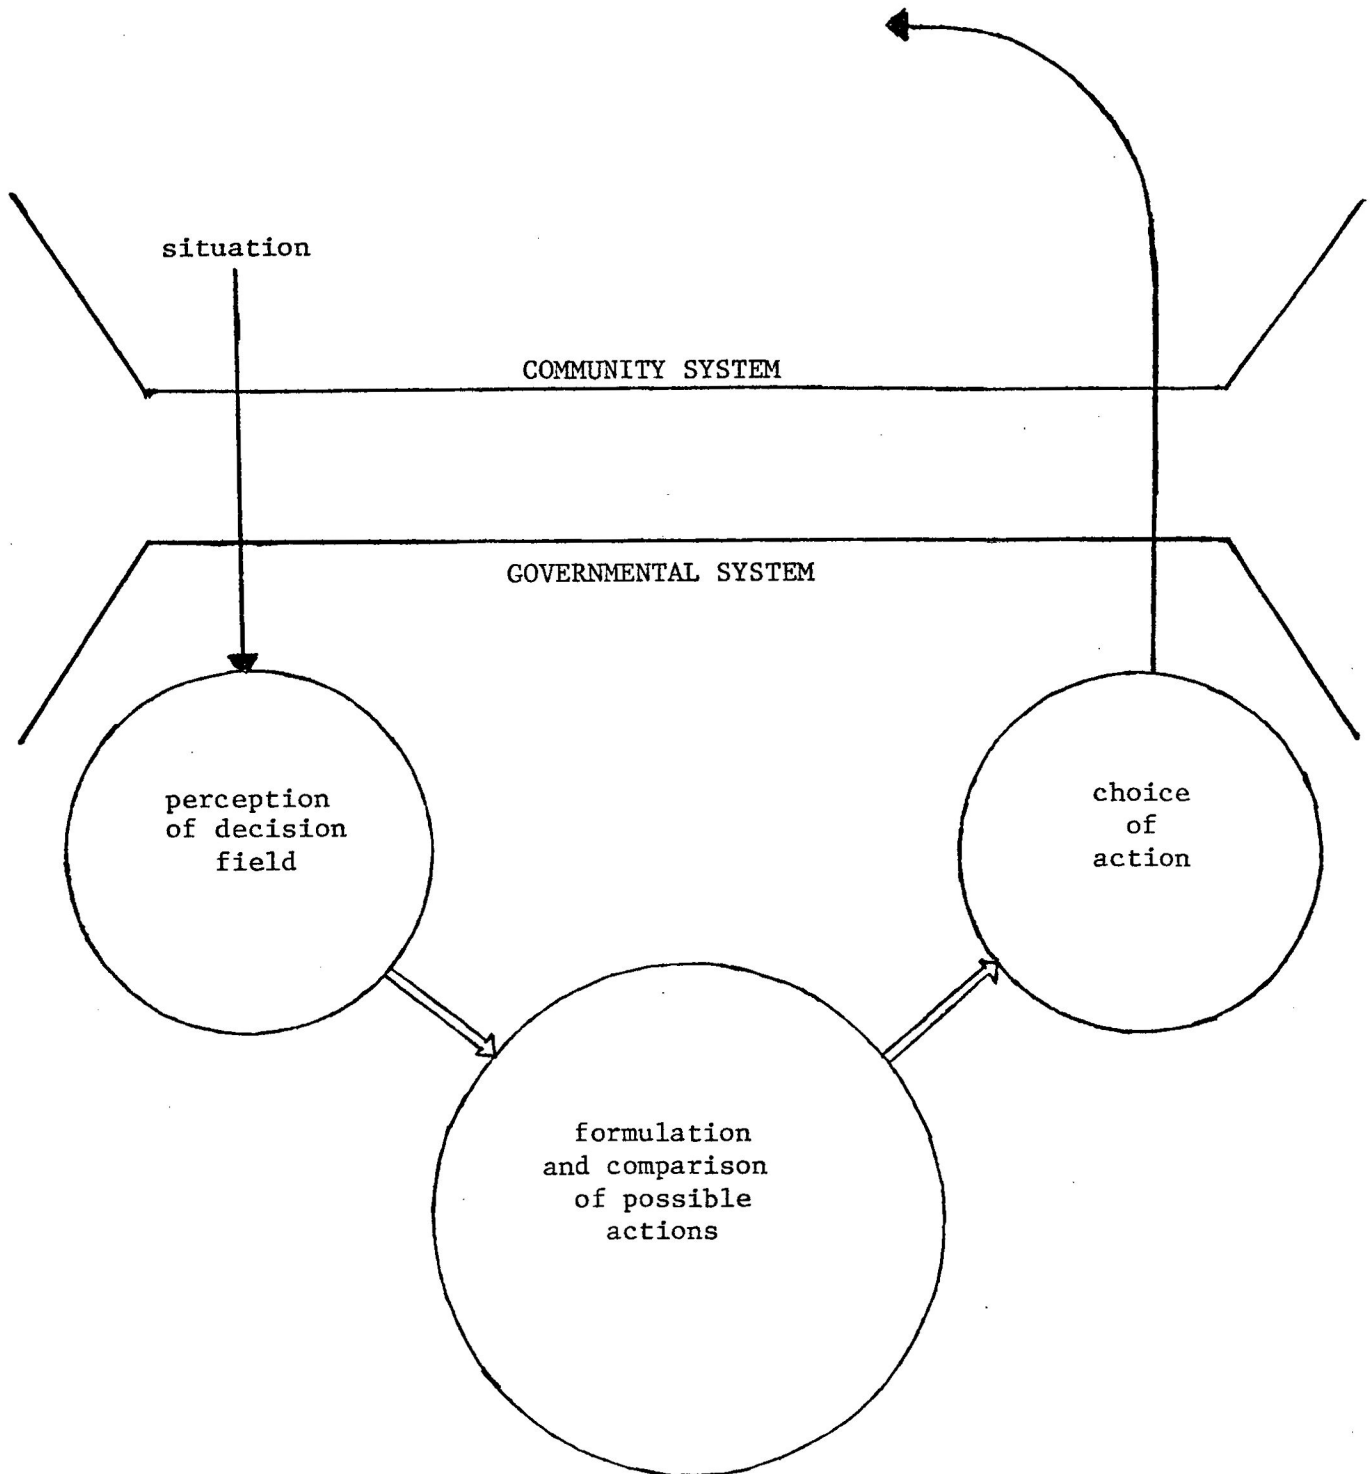 situation
COMMUNITY SYSTEM
GOVERNMENTAL SYSTEM
perception
of decision
field
choice
of
action
formulation
and comparison
of possible
actions